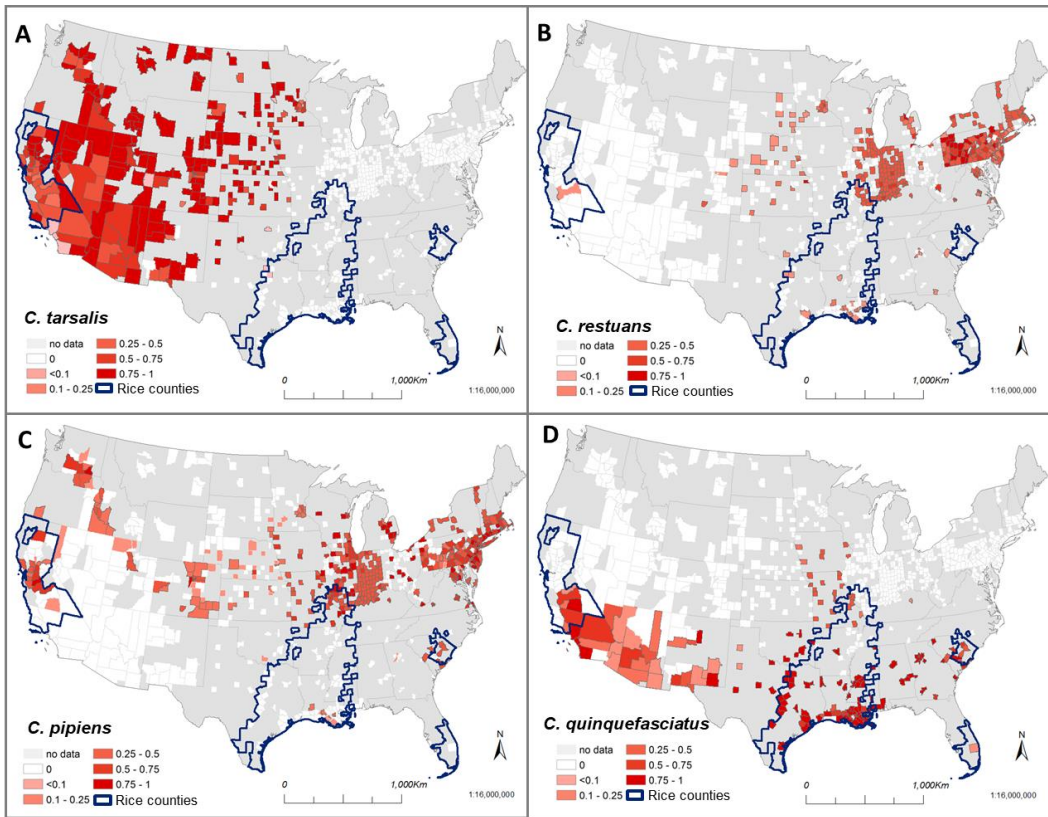 A
C. tarsalis
no data
0.25 - 0.5
0
0.5 - 0.75
<0.1
0.75 - 1
0.1 - 0.25
Rice counties
N
0
1,000Km
1:16,000,000
B
C. restuans
no data
0.25 - 0.5
0
0.5 - 0.75
<0.1
0.75 - 1
0.1 - 0.25
Rice counties
N
0
1,000Km
1:16,000,000
C
C. pipiens
no data
0.25 - 0.5
0
0.5 - 0.75
<0.1
0.75 - 1
0.1 - 0.25
Rice counties
N
0
1,000Km
1:16,000,000
D
C. quinquefasciatus
no data
0.25 - 0.5
0
0.5 - 0.75
<0.1
0.75 - 1
0.1 - 0.25
Rice counties
N
0
1,000Km
1:16,000,000